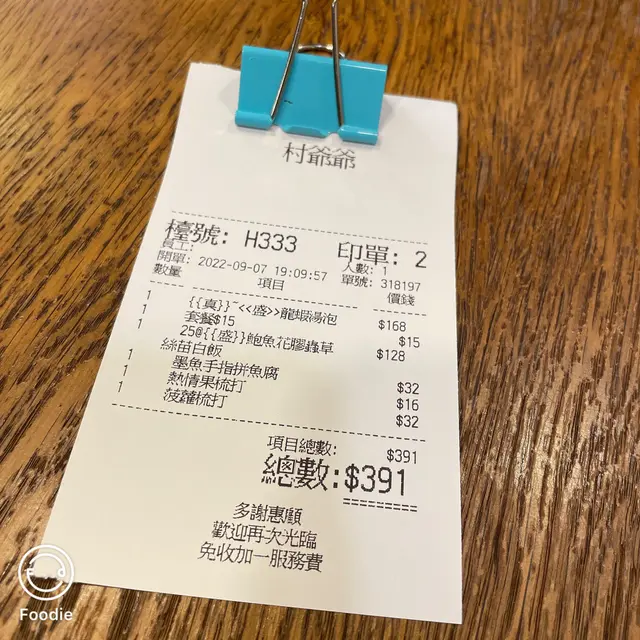 村爺爺
檯號: H333 印單: 2
員工: 人數: 1
開單: 2022-09-07 19:09:57 單號: 318197
數量 項目 價錢
1 {{真}}~<<盛>>龍蝦湯泡 $168
1 套餐$15 $15
1 25@{{盛}}鮑魚花膠蟲草 $128
絲苗白飯
1 墨魚手指拼魚腐 $32
1 熱情果梳打 $16
1 菠蘿梳打 $32
項目總數: $391
總數:$391
多謝惠顧
歡迎再次光臨
免收加一服務費
Foodie